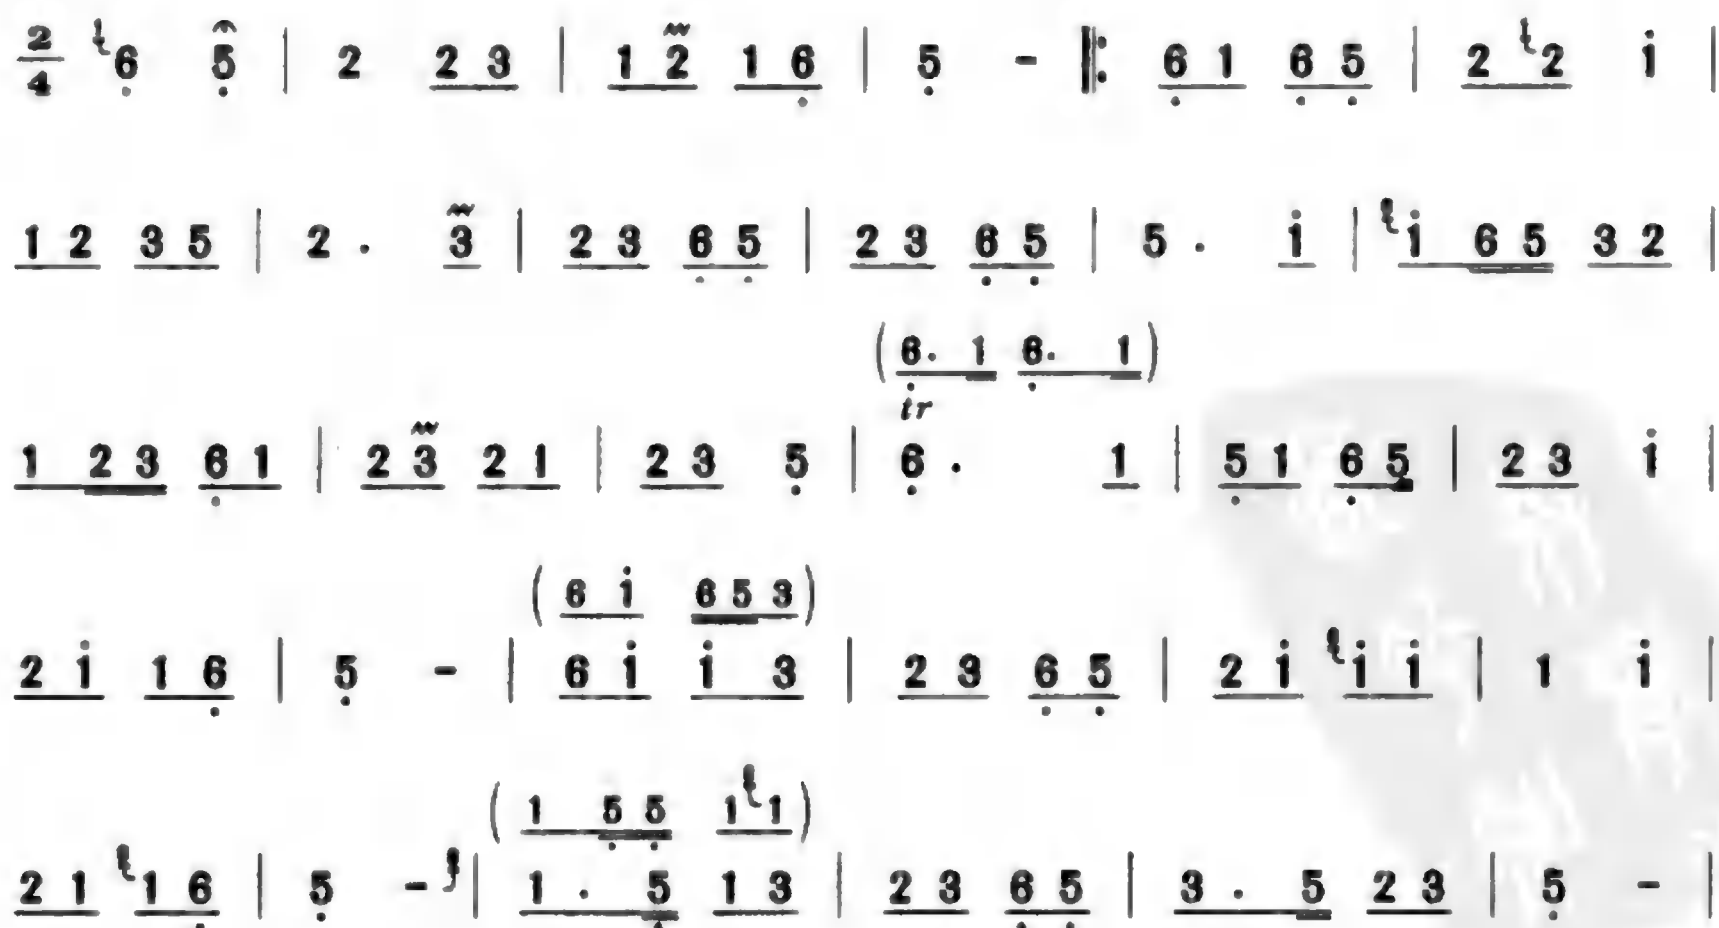 2/4 6̣ 5̣ | 2 2 3 | 1 2 1 6̣ | 5̣ - ‖: 6̣ 1 6̣ 5̣ | 2 2 i |
1 2 3 5 | 2 · 3 | 2 3 6̣ 5̣ | 2 3 6̣ 5̣ | 5 · i | i 6 5 3 2 |
(6̣· 1 6̣· 1)
tr
1 2 3 6̣ 1 | 2 3 2 1 | 2 3 5̣ | 6̣ · 1 | 5̣ 1 6̣ 5 | 2 3 i |
(6 i 6 5 3)
2 i 1 6̣ | 5̣ - | 6 i i 3 | 2 3 6̣ 5̣ | 2 i i i | 1 i |
(1 5̣ 5̣ 1 1)
2 1 1 6̣ | 5̣ - | 1 · 5̣ 1 3 | 2 3 6̣ 5̣ | 3 · 5 2 3 | 5̣ - |